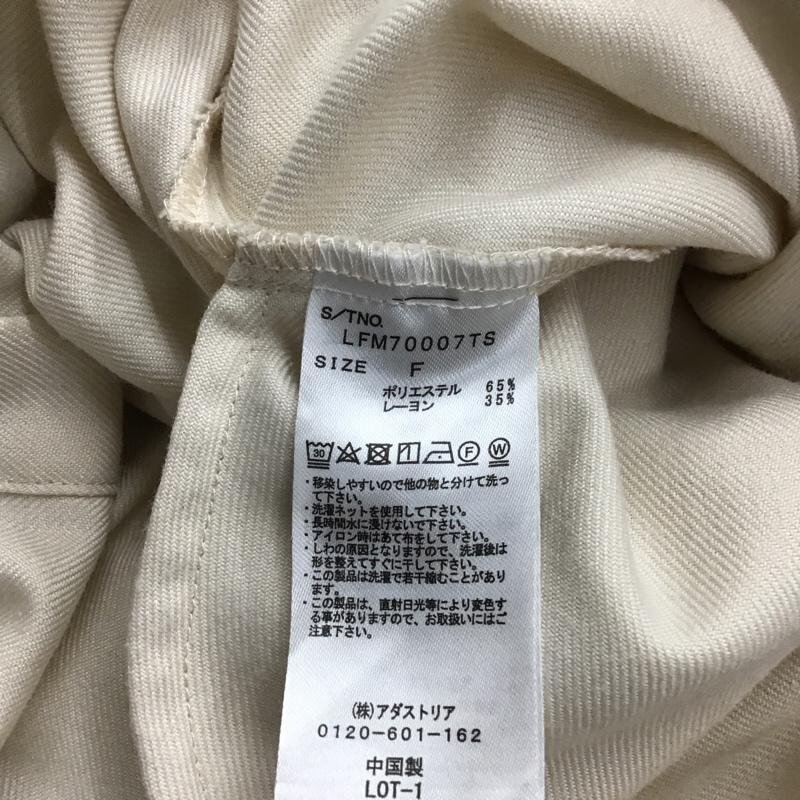 S/TNO.
LFM70007TS
SIZE F
ポリエステル 65%
レーヨン 35%
30
F W
・移染しやすいので他の物と分けて洗っ
て下さい。
・洗濯ネットを使用して下さい。
・長時間水に浸けないで下さい。
・アイロン時はあて布をして下さい。
・しわの原因となりますので、洗濯後は
形を整えてすぐに干して下さい。
・この製品は洗濯で若干縮むことがあり
ます。
・この製品は、直射日光等により変色す
る事がありますので、お取扱いにはご
注意下さい。
(株)アダストリア
0120-601-162
中国製
LOT-1